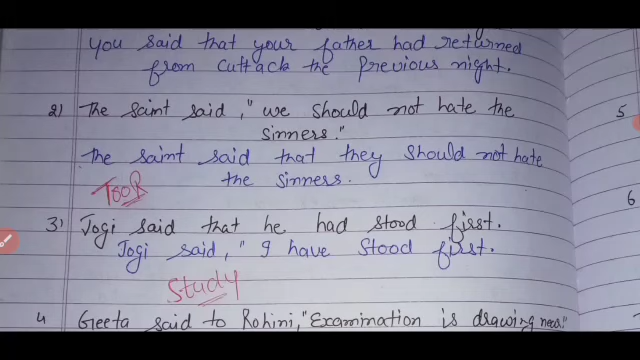 you said that your father had returned
from cuttack the previous night.
2) The saint said, "we should not hate the
sinners."
The saint said that they should not hate
the sinners.
TooR
3) Jogi said that he had stood first.
Jogi said, "I have stood first.
Study
4 Geeta said to Rohini, "Examination is drawing near."
5
6